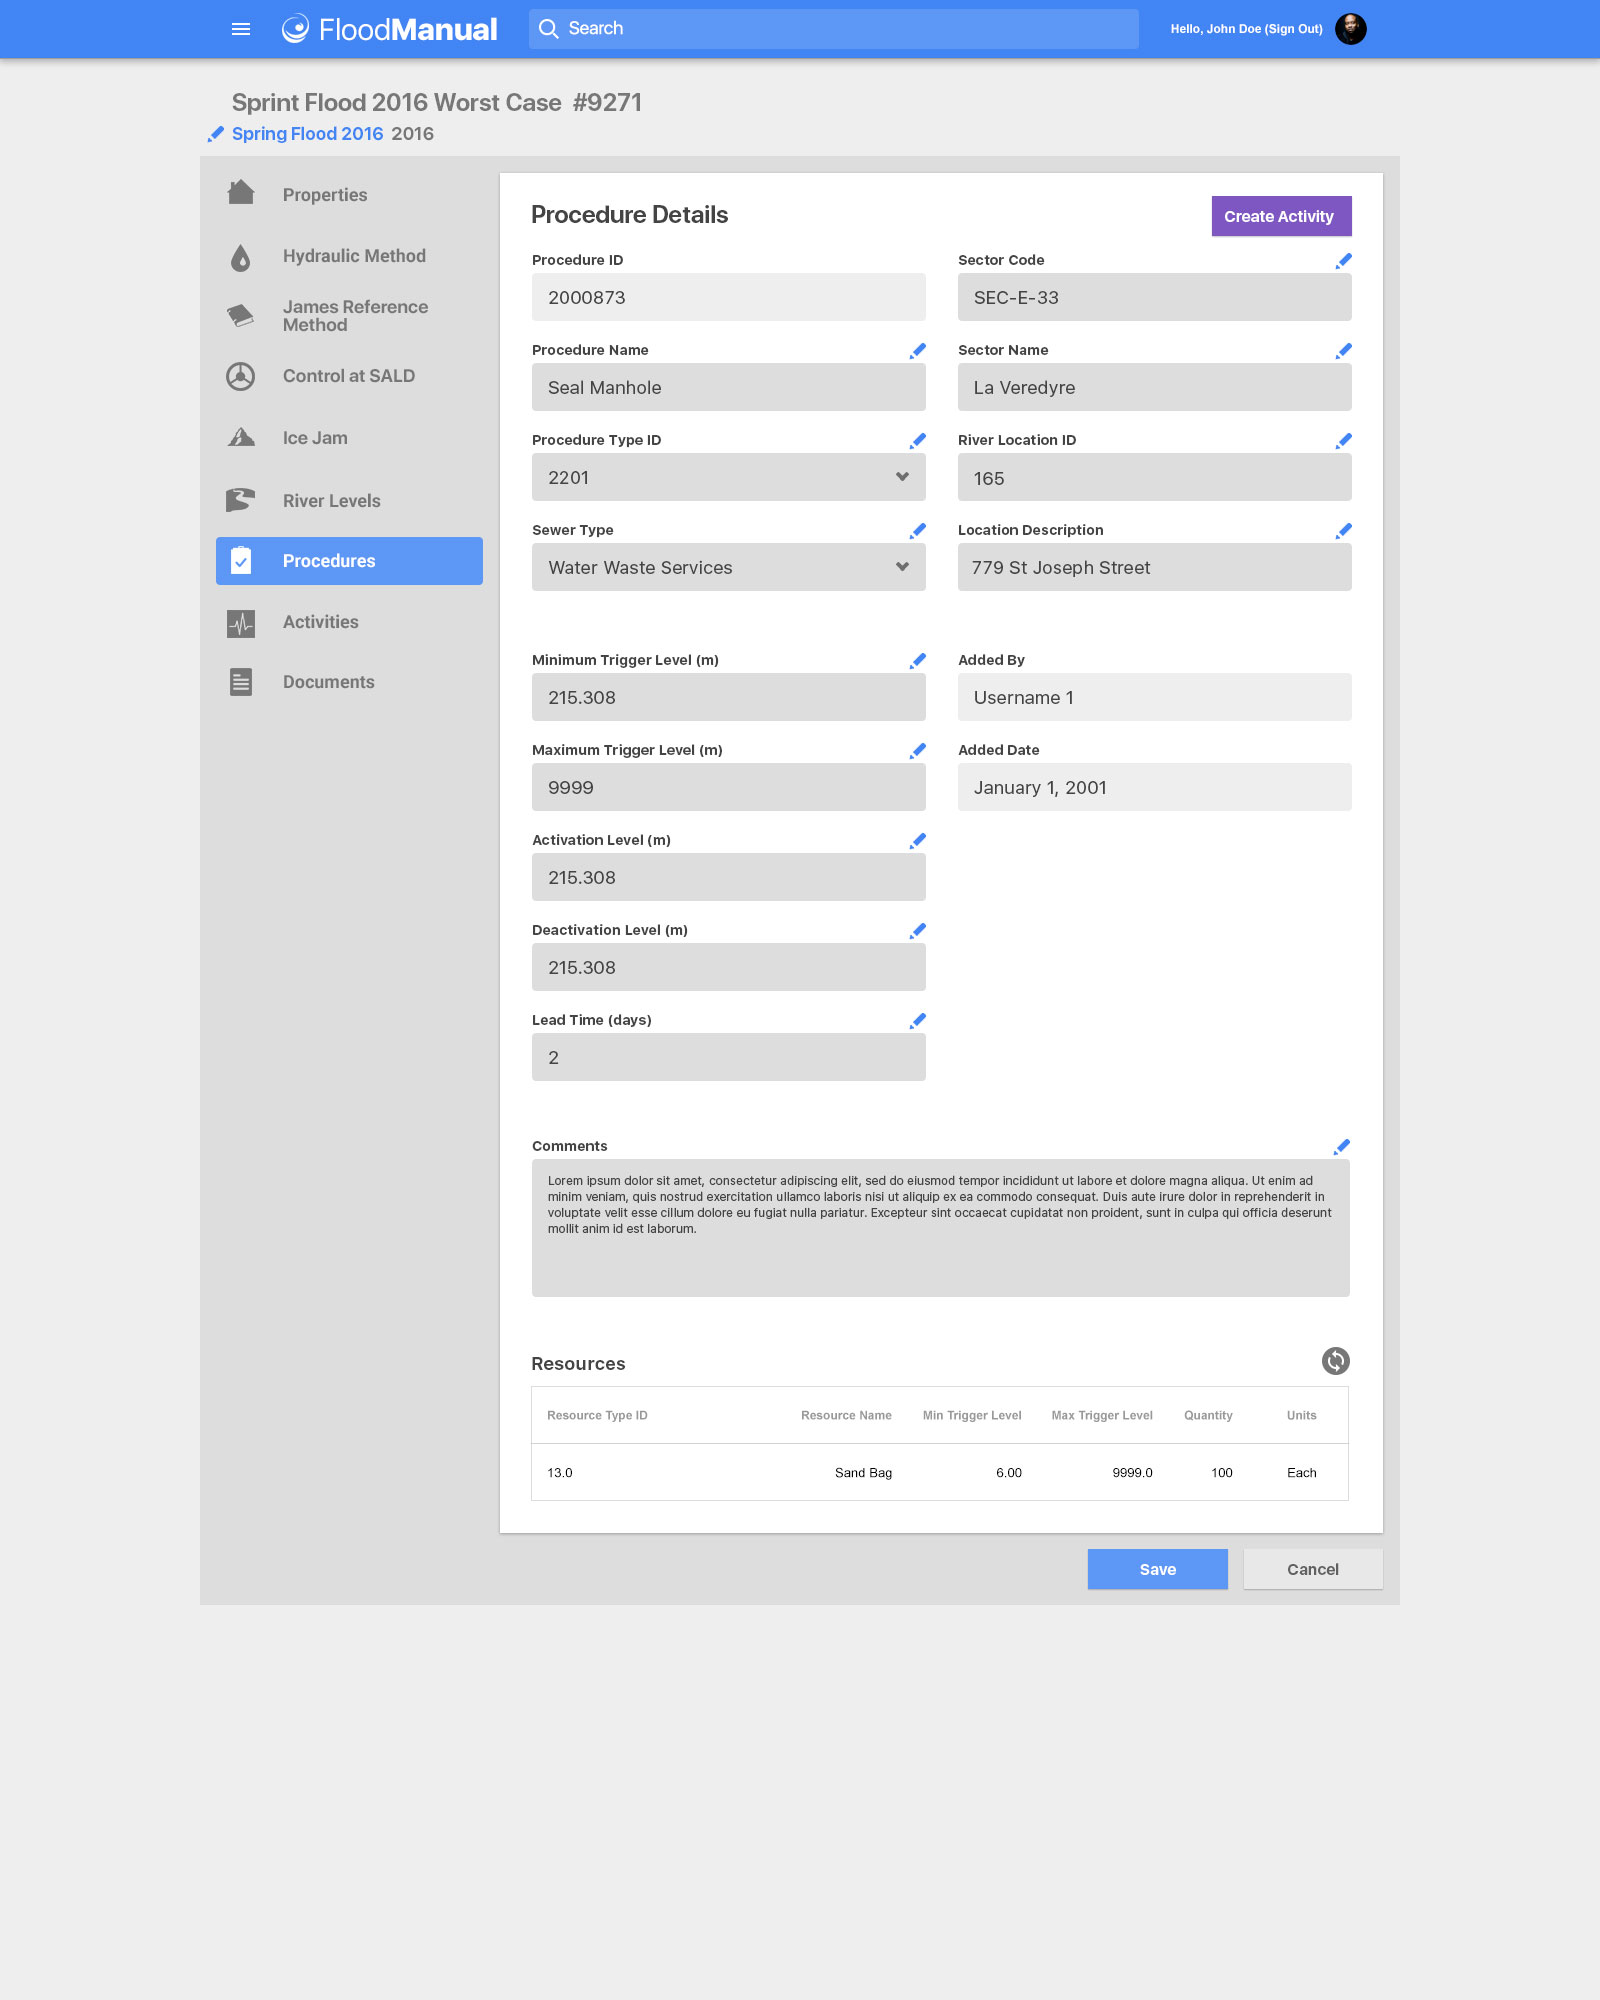 FloodManual
Search
Hello, John Doe (Sign Out)
Sprint Flood 2016 Worst Case #9271
Spring Flood 2016 2016
Properties
Hydraulic Method
James Reference
Method
Control at SALD
Ice Jam
River Levels
Procedures
Activities
Documents
Procedure Details
Create Activity
Procedure ID
2000873
Sector Code
SEC-E-33
Procedure Name
Seal Manhole
Sector Name
La Veredyre
Procedure Type ID
2201
River Location ID
165
Sewer Type
Water Waste Services
Location Description
779 St Joseph Street
Minimum Trigger Level (m)
215.308
Added By
Username 1
Maximum Trigger Level (m)
9999
Added Date
January 1, 2001
Activation Level (m)
215.308
Deactivation Level (m)
215.308
Lead Time (days)
2
Comments
Lorem ipsum dolor sit amet, consectetur adipiscing elit, sed do eiusmod tempor incididunt ut labore et dolore magna aliqua. Ut enim ad
minim veniam, quis nostrud exercitation ullamco laboris nisi ut aliquip ex ea commodo consequat. Duis aute irure dolor in reprehenderit in
voluptate velit esse cillum dolore eu fugiat nulla pariatur. Excepteur sint occaecat cupidatat non proident, sunt in culpa qui officia deserunt
mollit anim id est laborum.
Resources
Resource Type ID Resource Name Min Trigger Level Max Trigger Level Quantity Units
13.0 Sand Bag 6.00 9999.0 100 Each
Save
Cancel